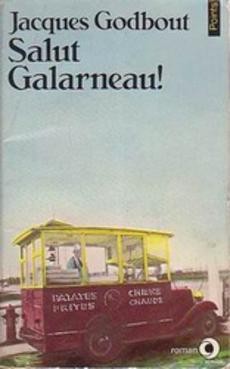 Jacques Godbout
Salut
Galarneau!
Points
PATATES
FRITES
CHIENS
CHAUDS
roman